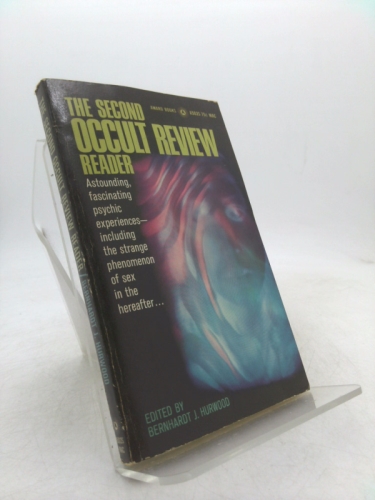 THE SECOND
OCCULT REVIEW
READER
Astounding,
fascinating
psychic
experiences—
including
the strange
phenomenon
of sex
in the
hereafter...
EDITED BY
BERNHARDT J. HURWOOD